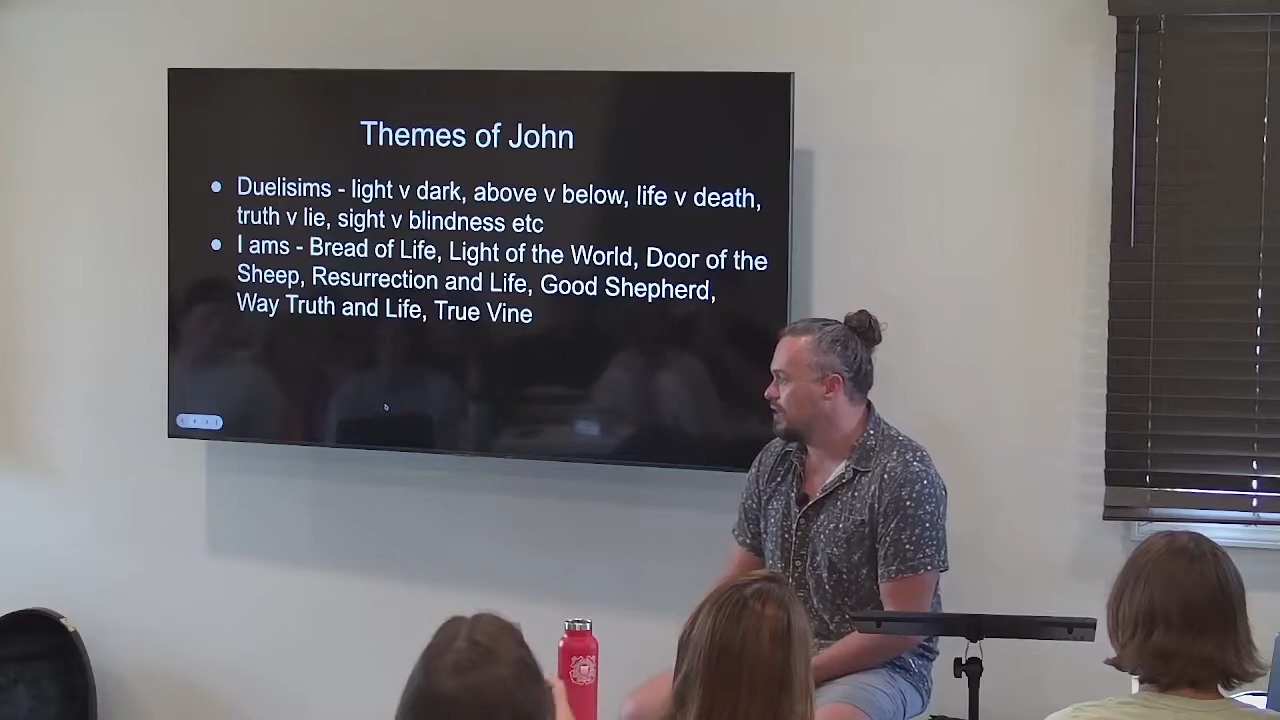 Themes of John
● Duelisims - light v dark, above v below, life v death,
truth v lie, sight v blindness etc
● I ams - Bread of Life, Light of the World, Door of the
Sheep, Resurrection and Life, Good Shepherd,
Way Truth and Life, True Vine